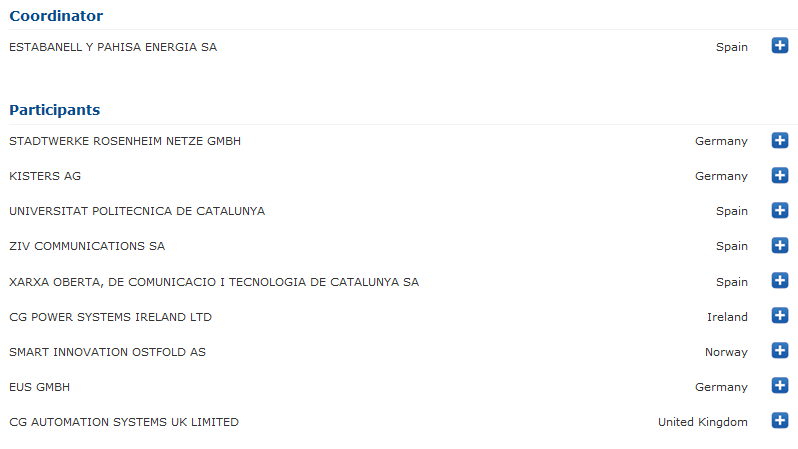 Coordinator
ESTABANELL Y PAHISA ENERGIA SA Spain
Participants
STADTWERKE ROSENHEIM NETZE GMBH Germany
KISTERS AG Germany
UNIVERSITAT POLITECNICA DE CATALUNYA Spain
ZIV COMMUNICATIONS SA Spain
XARXA OBERTA, DE COMUNICACIO I TECNOLOGIA DE CATALUNYA SA Spain
CG POWER SYSTEMS IRELAND LTD Ireland
SMART INNOVATION OSTFOLD AS Norway
EUS GMBH Germany
CG AUTOMATION SYSTEMS UK LIMITED United Kingdom